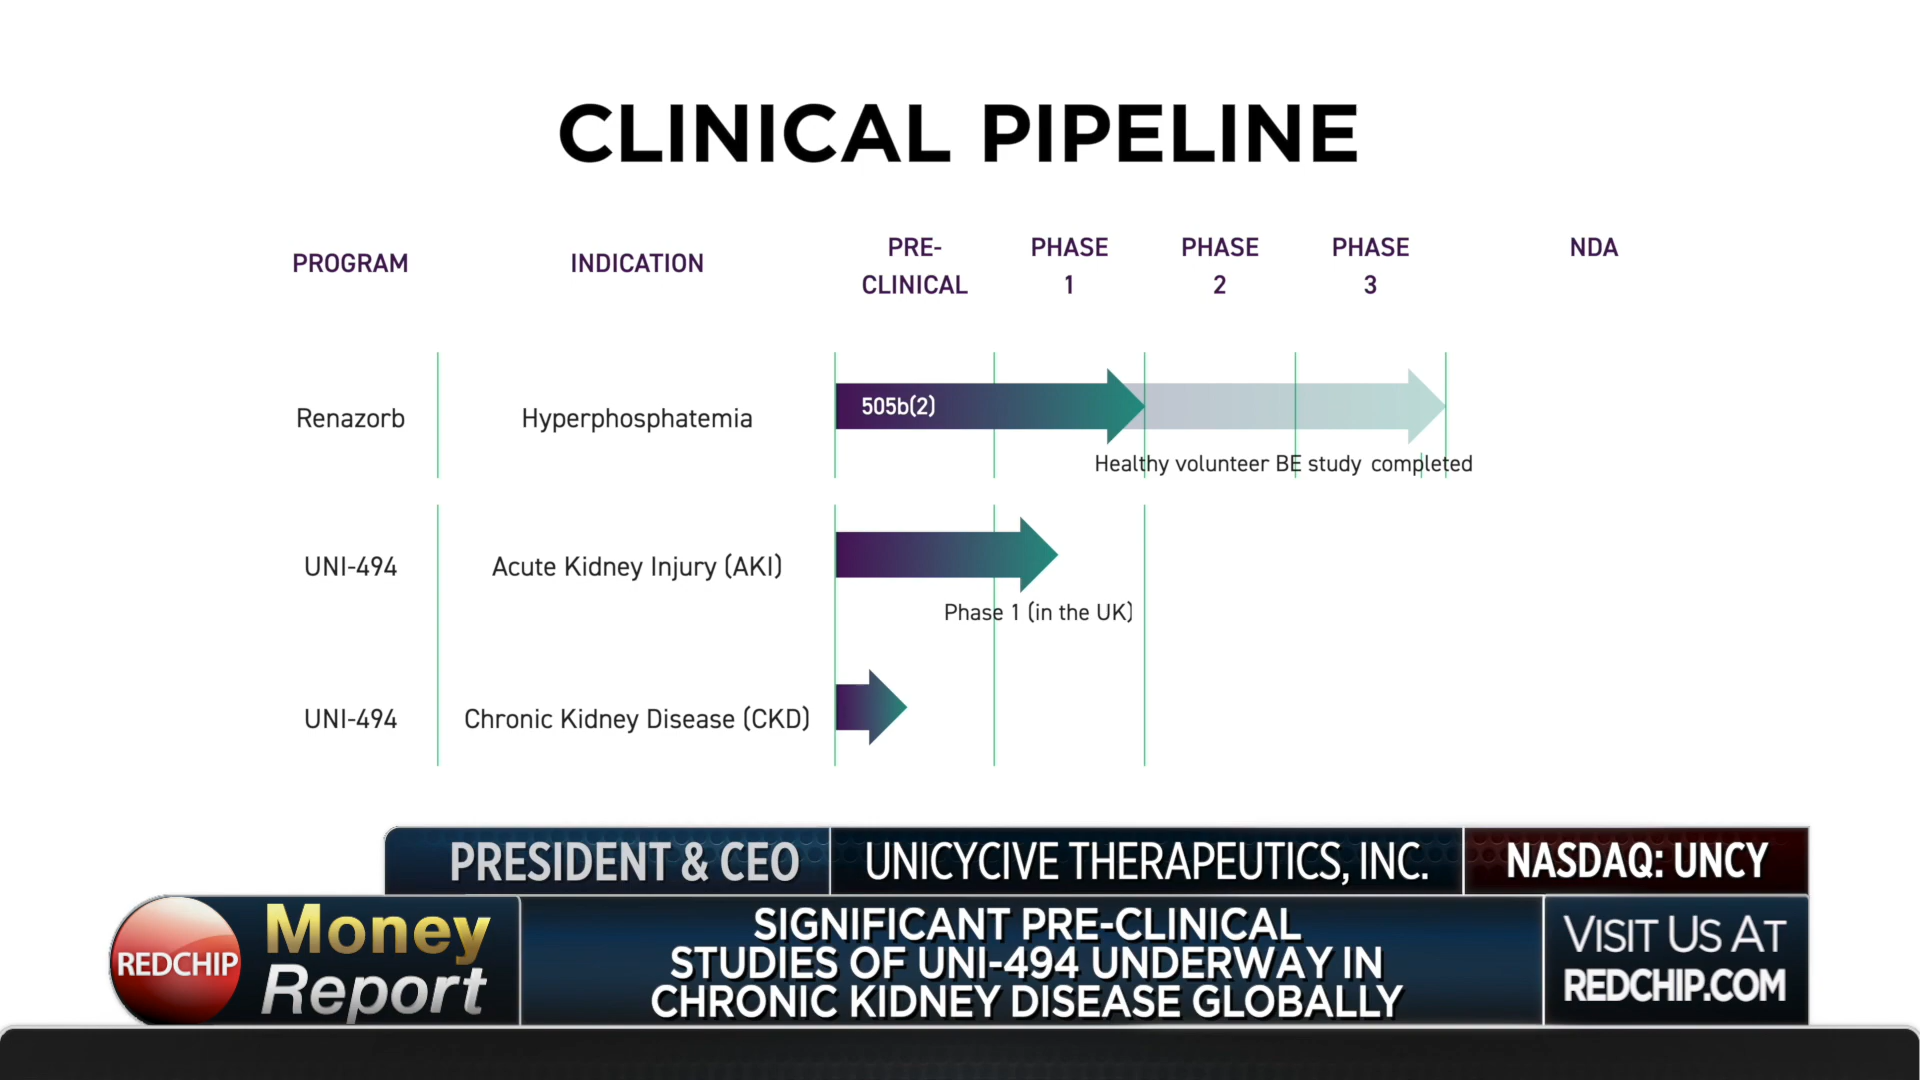 CLINICAL PIPELINE
PROGRAM
INDICATION
PRE-
CLINICAL
PHASE
1
PHASE
2
PHASE
3
NDA
Renazorb
Hyperphosphatemia
505b(2)
Healthy volunteer BE study completed
UNI-494
Acute Kidney Injury (AKI)
Phase 1 (in the UK)
UNI-494
Chronic Kidney Disease (CKD)
PRESIDENT & CEO
UNICYCIVE THERAPEUTICS, INC.
NASDAQ: UNCY
REDCHIP
Money
Report
SIGNIFICANT PRE-CLINICAL
STUDIES OF UNI-494 UNDERWAY IN
CHRONIC KIDNEY DISEASE GLOBALLY
VISIT US AT
REDCHIP.COM